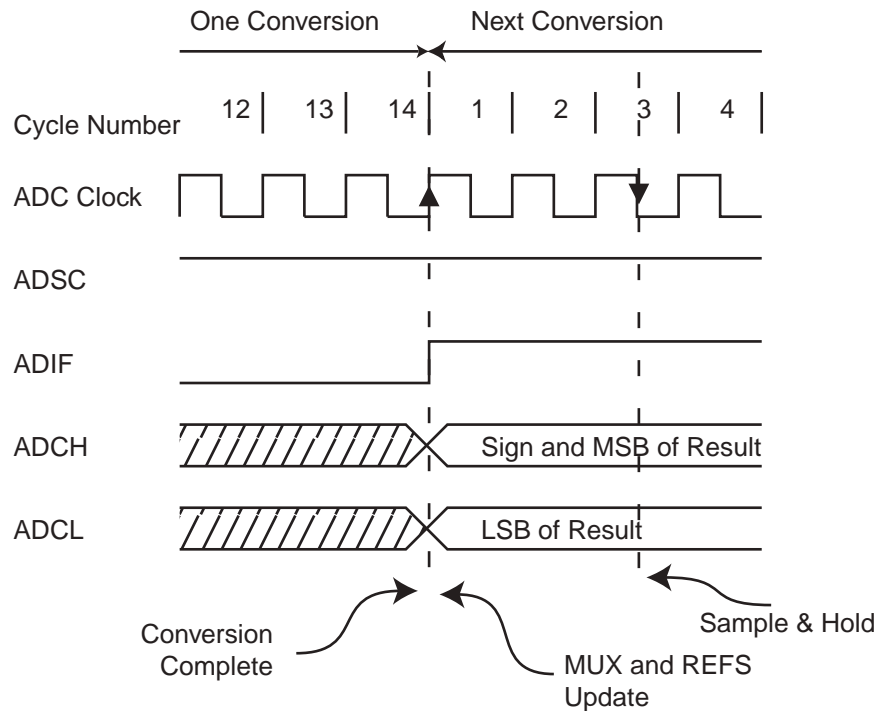 One Conversion Next Conversion
Cycle Number 12 13 14 1 2 3 4
ADC Clock
ADSC
ADIF
ADCH Sign and MSB of Result
ADCL LSB of Result
Sample & Hold
Conversion
Complete
MUX and REFS
Update